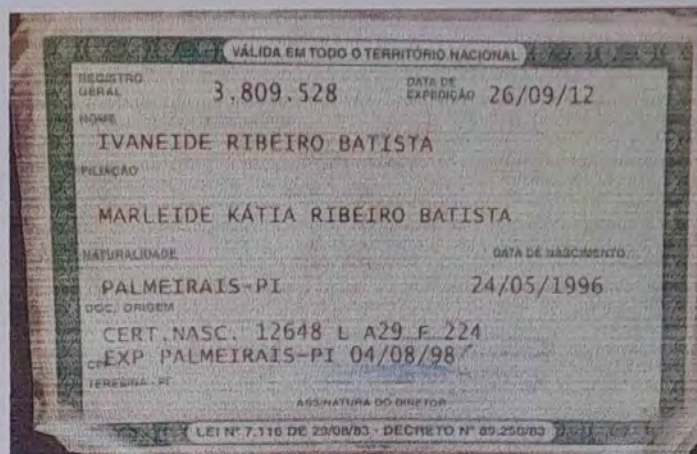 VÁLIDA EM TODO O TERRITÓRIO NACIONAL
REGISTRO GERAL 3.809.528 DATA DE EXPEDIÇÃO 26/09/12
NOME
IVANEIDE RIBEIRO BATISTA
FILIAÇÃO
MARLEIDE KÁTIA RIBEIRO BATISTA
NATURALIDADE DATA DE NASCIMENTO
PALMEIRAIS-PI 24/05/1996
DOC. ORIGEM
CERT.NASC. 12648 L A29 F 224
EXP PALMEIRAIS-PI 04/08/98
CPF
TERESINA - PI
ASSINATURA DO DIRETOR
LEI Nº 7.116 DE 29/08/83 - DECRETO Nº 89.250/83